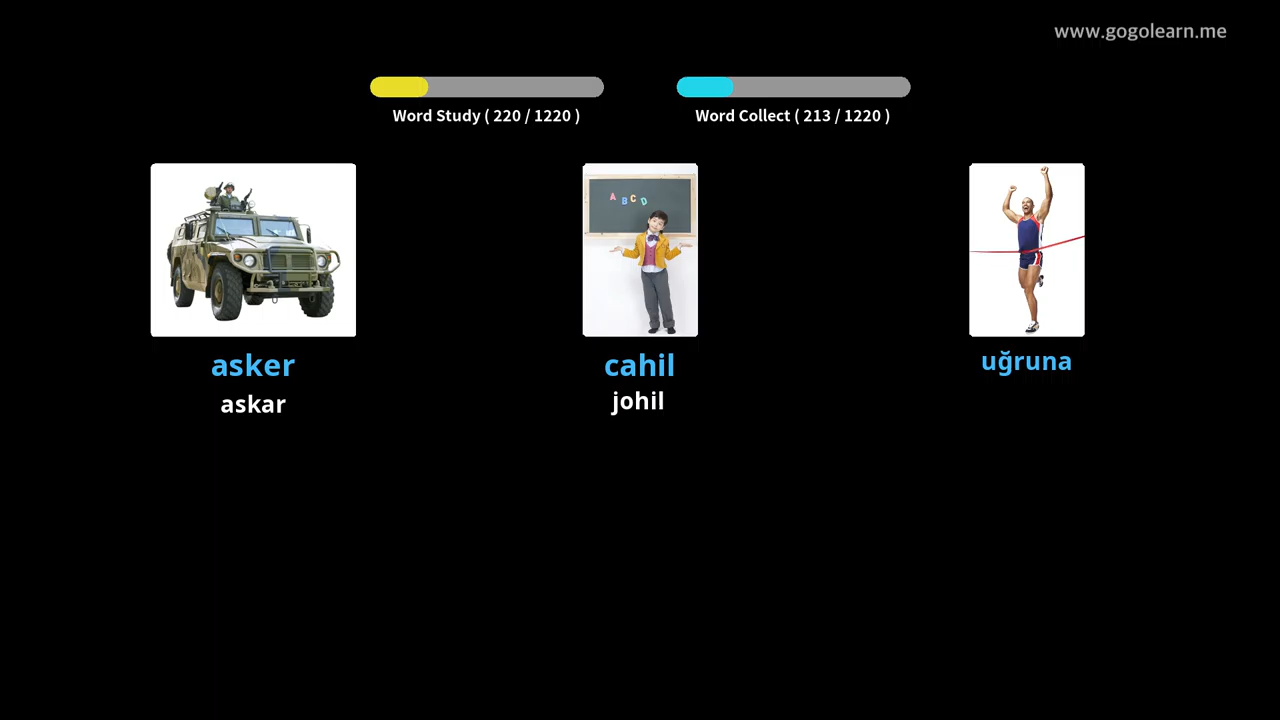 www.gogolearn.me
Word Study ( 220 / 1220 )
Word Collect ( 213 / 1220 )
A B C D
asker
askar
cahil
johil
uğruna